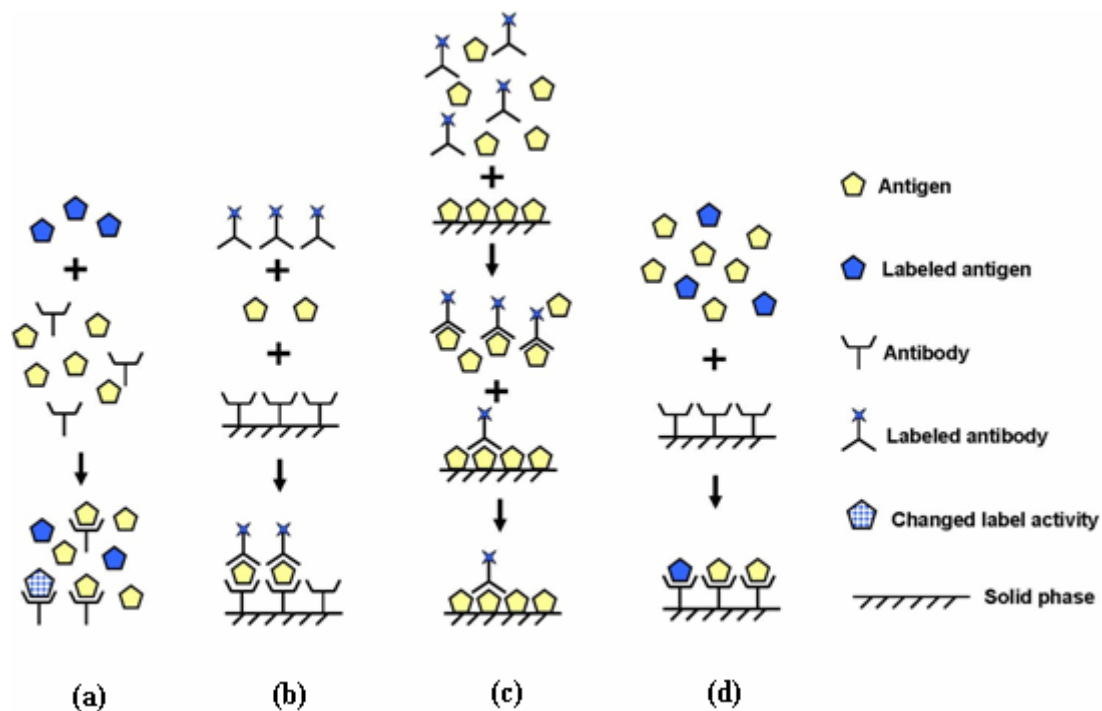 Antigen
Labeled antigen
Antibody
Labeled antibody
Changed label activity
Solid phase
(a) (b) (c) (d)